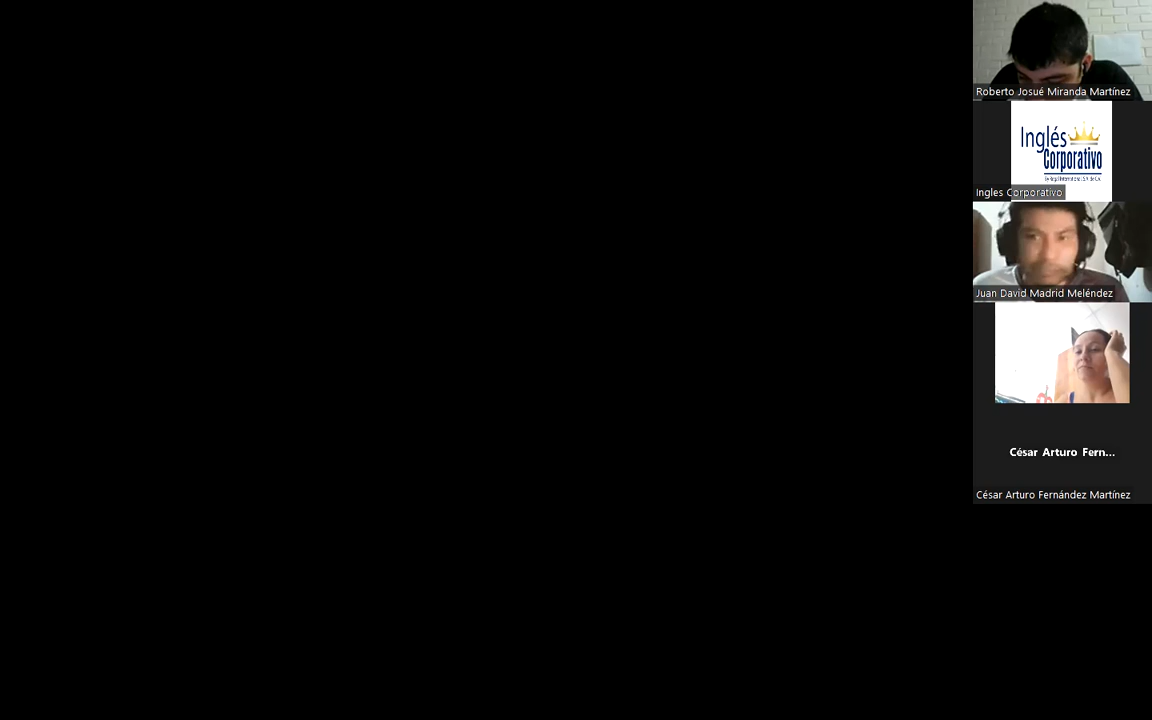 Roberto Josué Miranda Martínez
Inglés
Corporativo
Ingles Corporativo
Juan David Madrid Meléndez
César Arturo Fern...
César Arturo Fernández Martínez